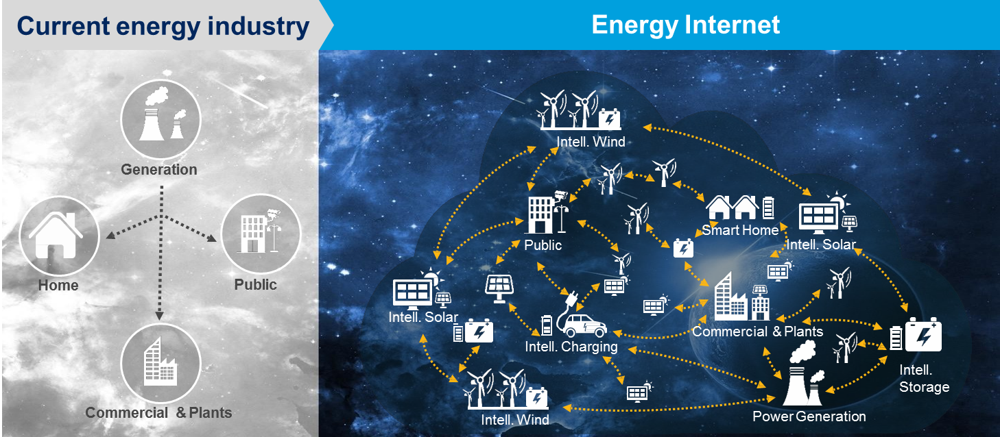 Current energy industry
Energy Internet
Generation
Home
Public
Commercial & Plants
Intell. Wind
Smart Home
Intell. Solar
Public
Intell. Solar
Intell. Charging
Commercial & Plants
Intell.
Storage
Intell. Wind
Power Generation